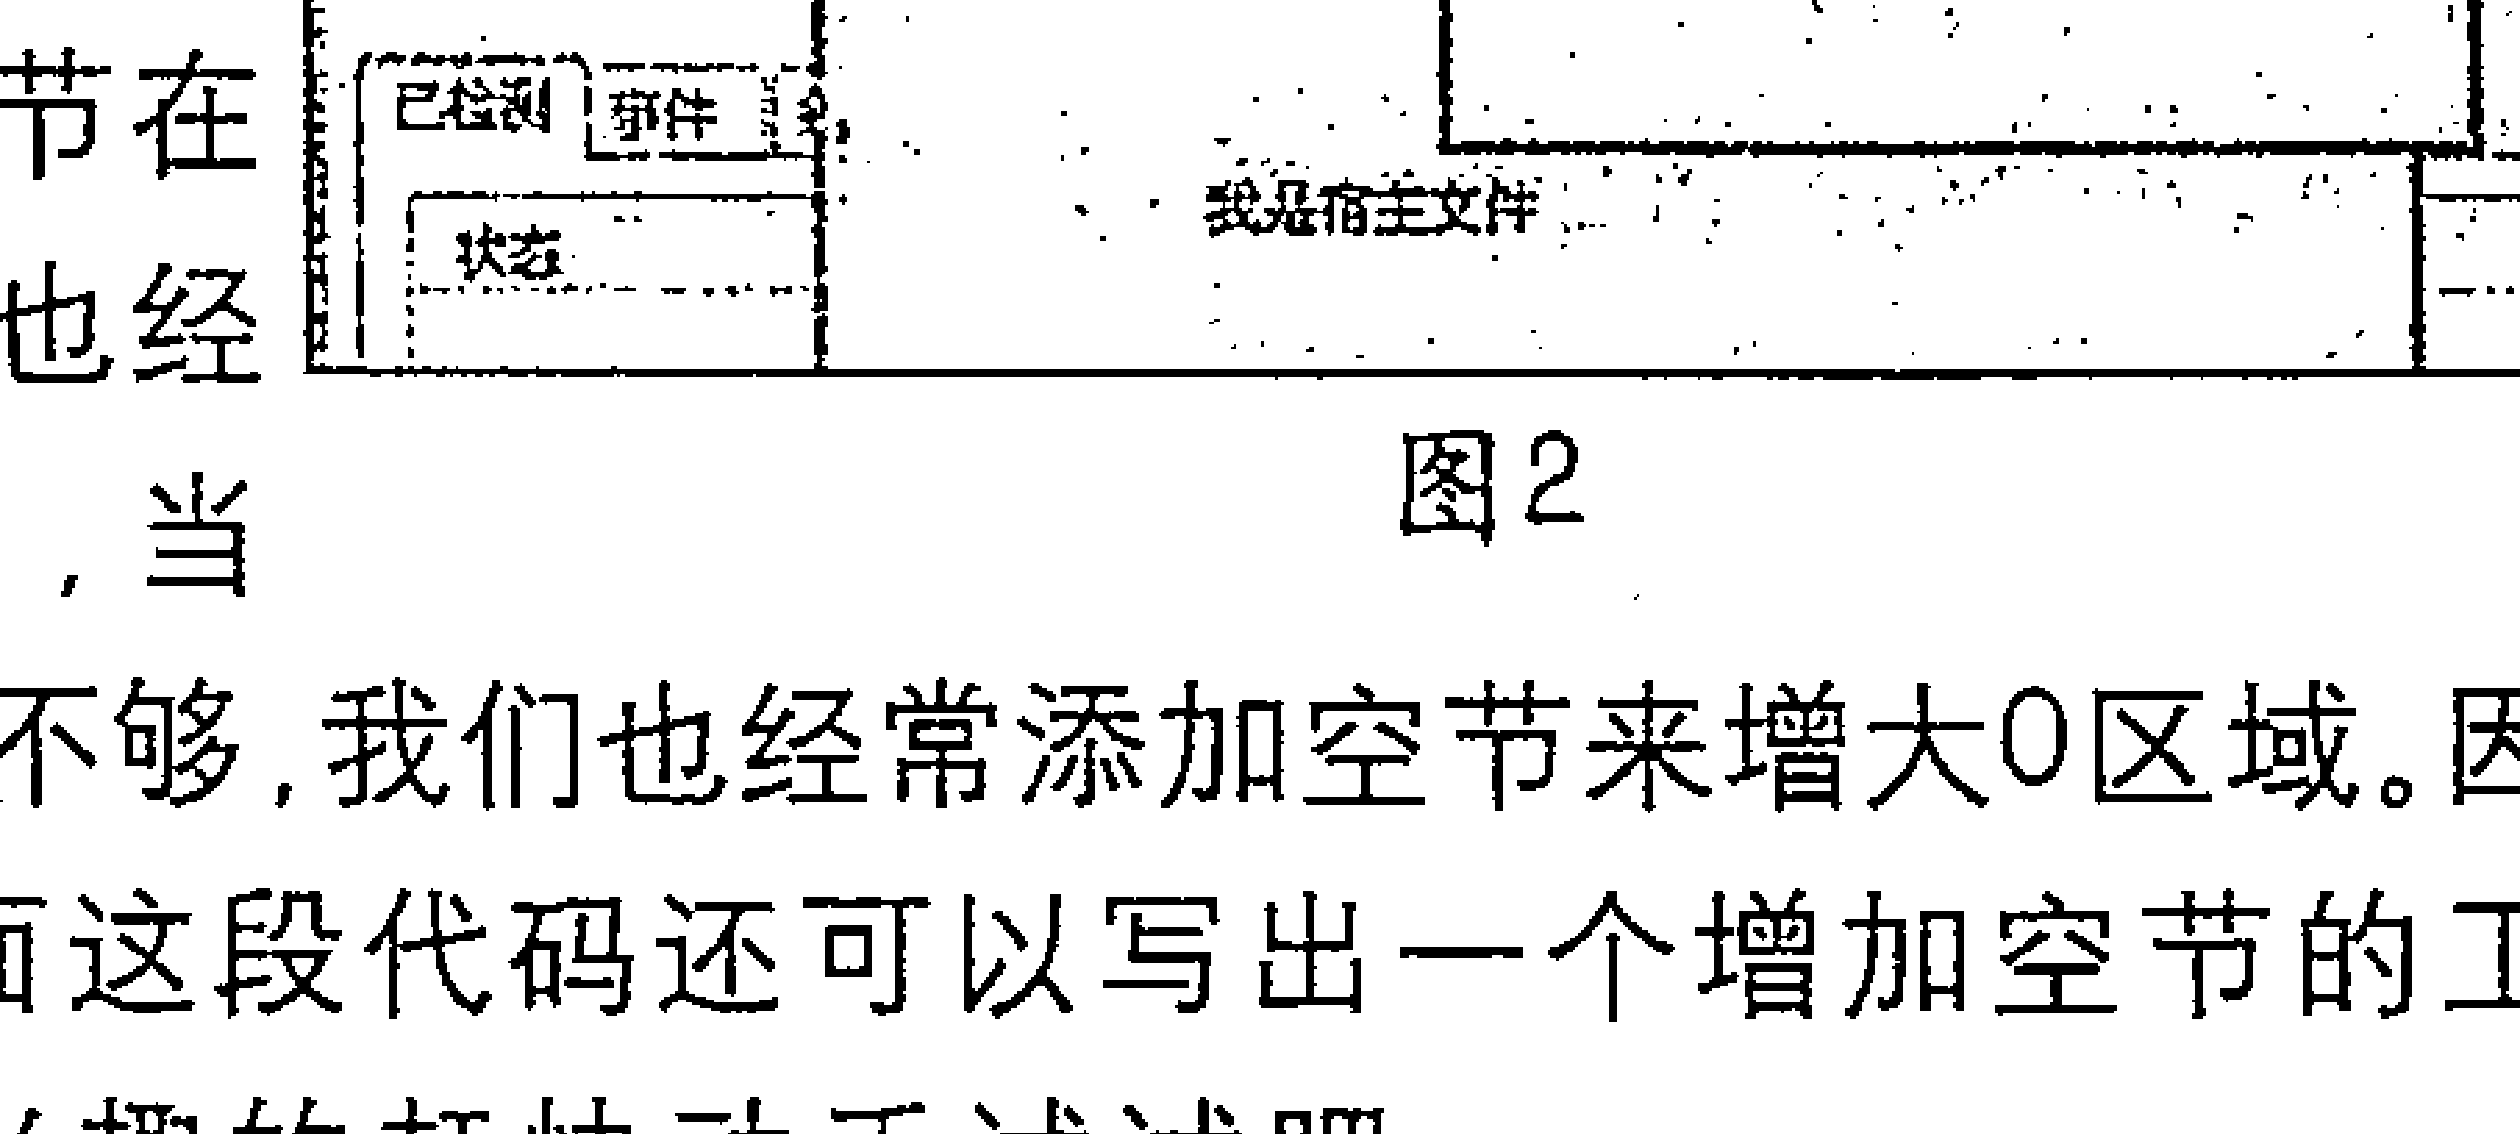 节在
已检测 事件
我是宿主文件
状态
也经
图2
,当
不够,我们也经常添加空节来增大0区域。因
这段代码还可以写出一个增加空节的工